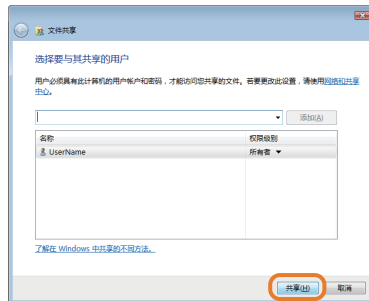 文件共享
选择要与其共享的用户
用户必须具有此计算机的用户帐户和密码，才能访问您共享的文件。若要更改此设置，请使用网络和共享
中心。
添加(A)
名称 权限级别
UserName 所有者
了解在 Windows 中共享的不同方法。
共享(H) 取消